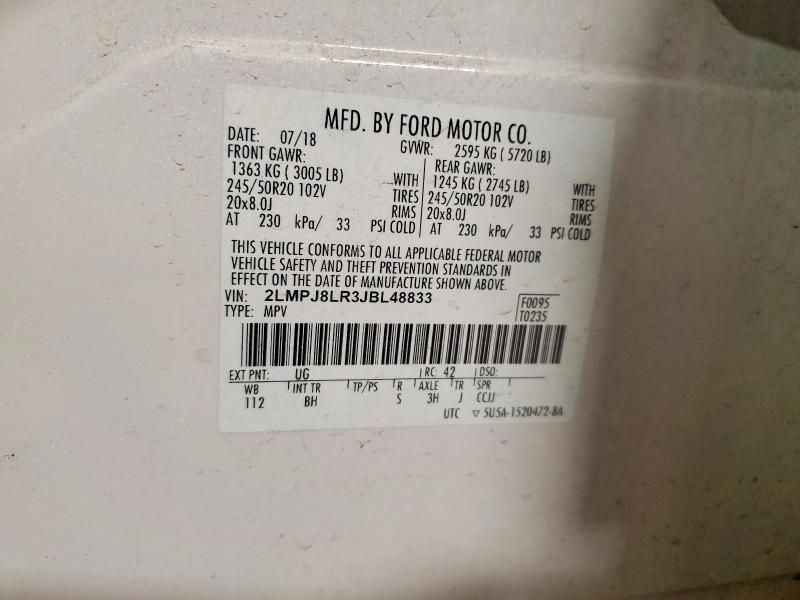 MFD. BY FORD MOTOR CO.
DATE: 07/18 GVWR: 2595 KG ( 5720 LB)
FRONT GAWR: REAR GAWR:
1363 KG ( 3005 LB) WITH 1245 KG ( 2745 LB) WITH
245/50R20 102V TIRES 245/50R20 102V TIRES
20x8.0J RIMS 20x8.0J RIMS
AT 230 kPa/ 33 PSI COLD AT 230 kPa/ 33 PSI COLD
THIS VEHICLE CONFORMS TO ALL APPLICABLE FEDERAL MOTOR
VEHICLE SAFETY AND THEFT PREVENTION STANDARDS IN
EFFECT ON THE DATE OF MANUFACTURE SHOWN ABOVE.
VIN: 2LMPJ8LR3JBL48833 F0095
TYPE: MPV T0235
EXT PNT: UG RC: 42 DSO:
WB INT TR TP/PS R AXLE TR SPR
112 BH S 3H J CCJJ
UTC ▽ 5U5A-1520472-BA